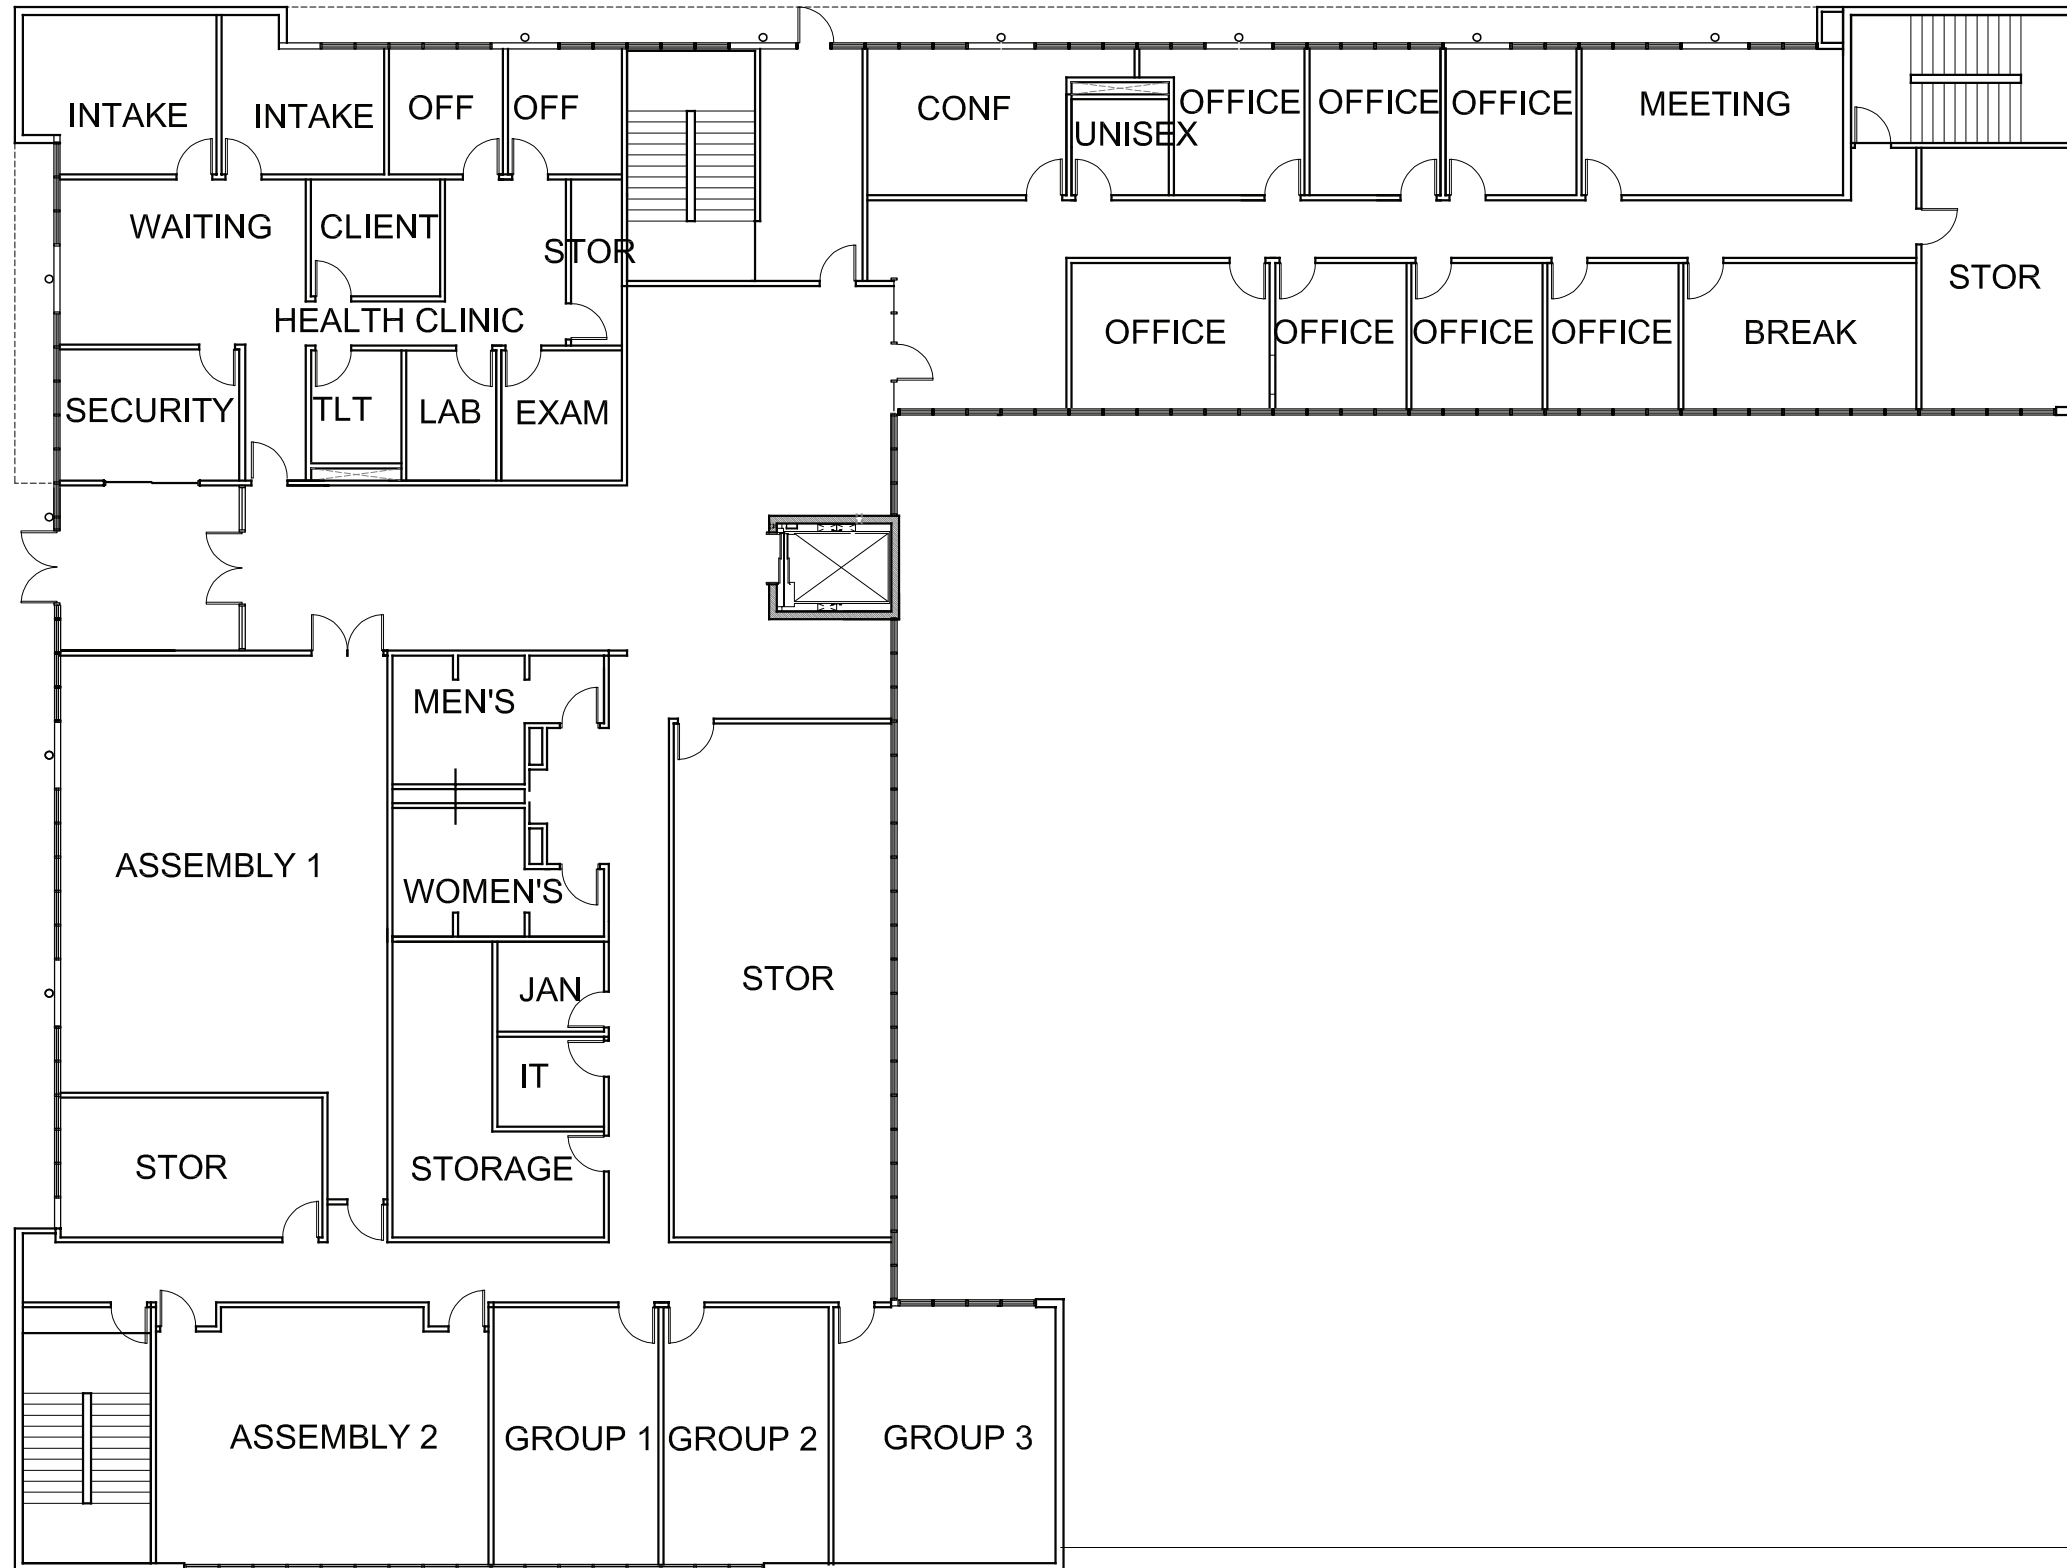 INTAKE
INTAKE
OFF
OFF
CONF
UNISEX
OFFICE
OFFICE
OFFICE
MEETING
WAITING
CLIENT
STOR
STOR
HEALTH CLINIC
OFFICE
OFFICE
OFFICE
OFFICE
BREAK
SECURITY
TLT
LAB
EXAM
MEN'S
ASSEMBLY 1
WOMEN'S
JAN
STOR
IT
STOR
STORAGE
ASSEMBLY 2
GROUP 1
GROUP 2
GROUP 3